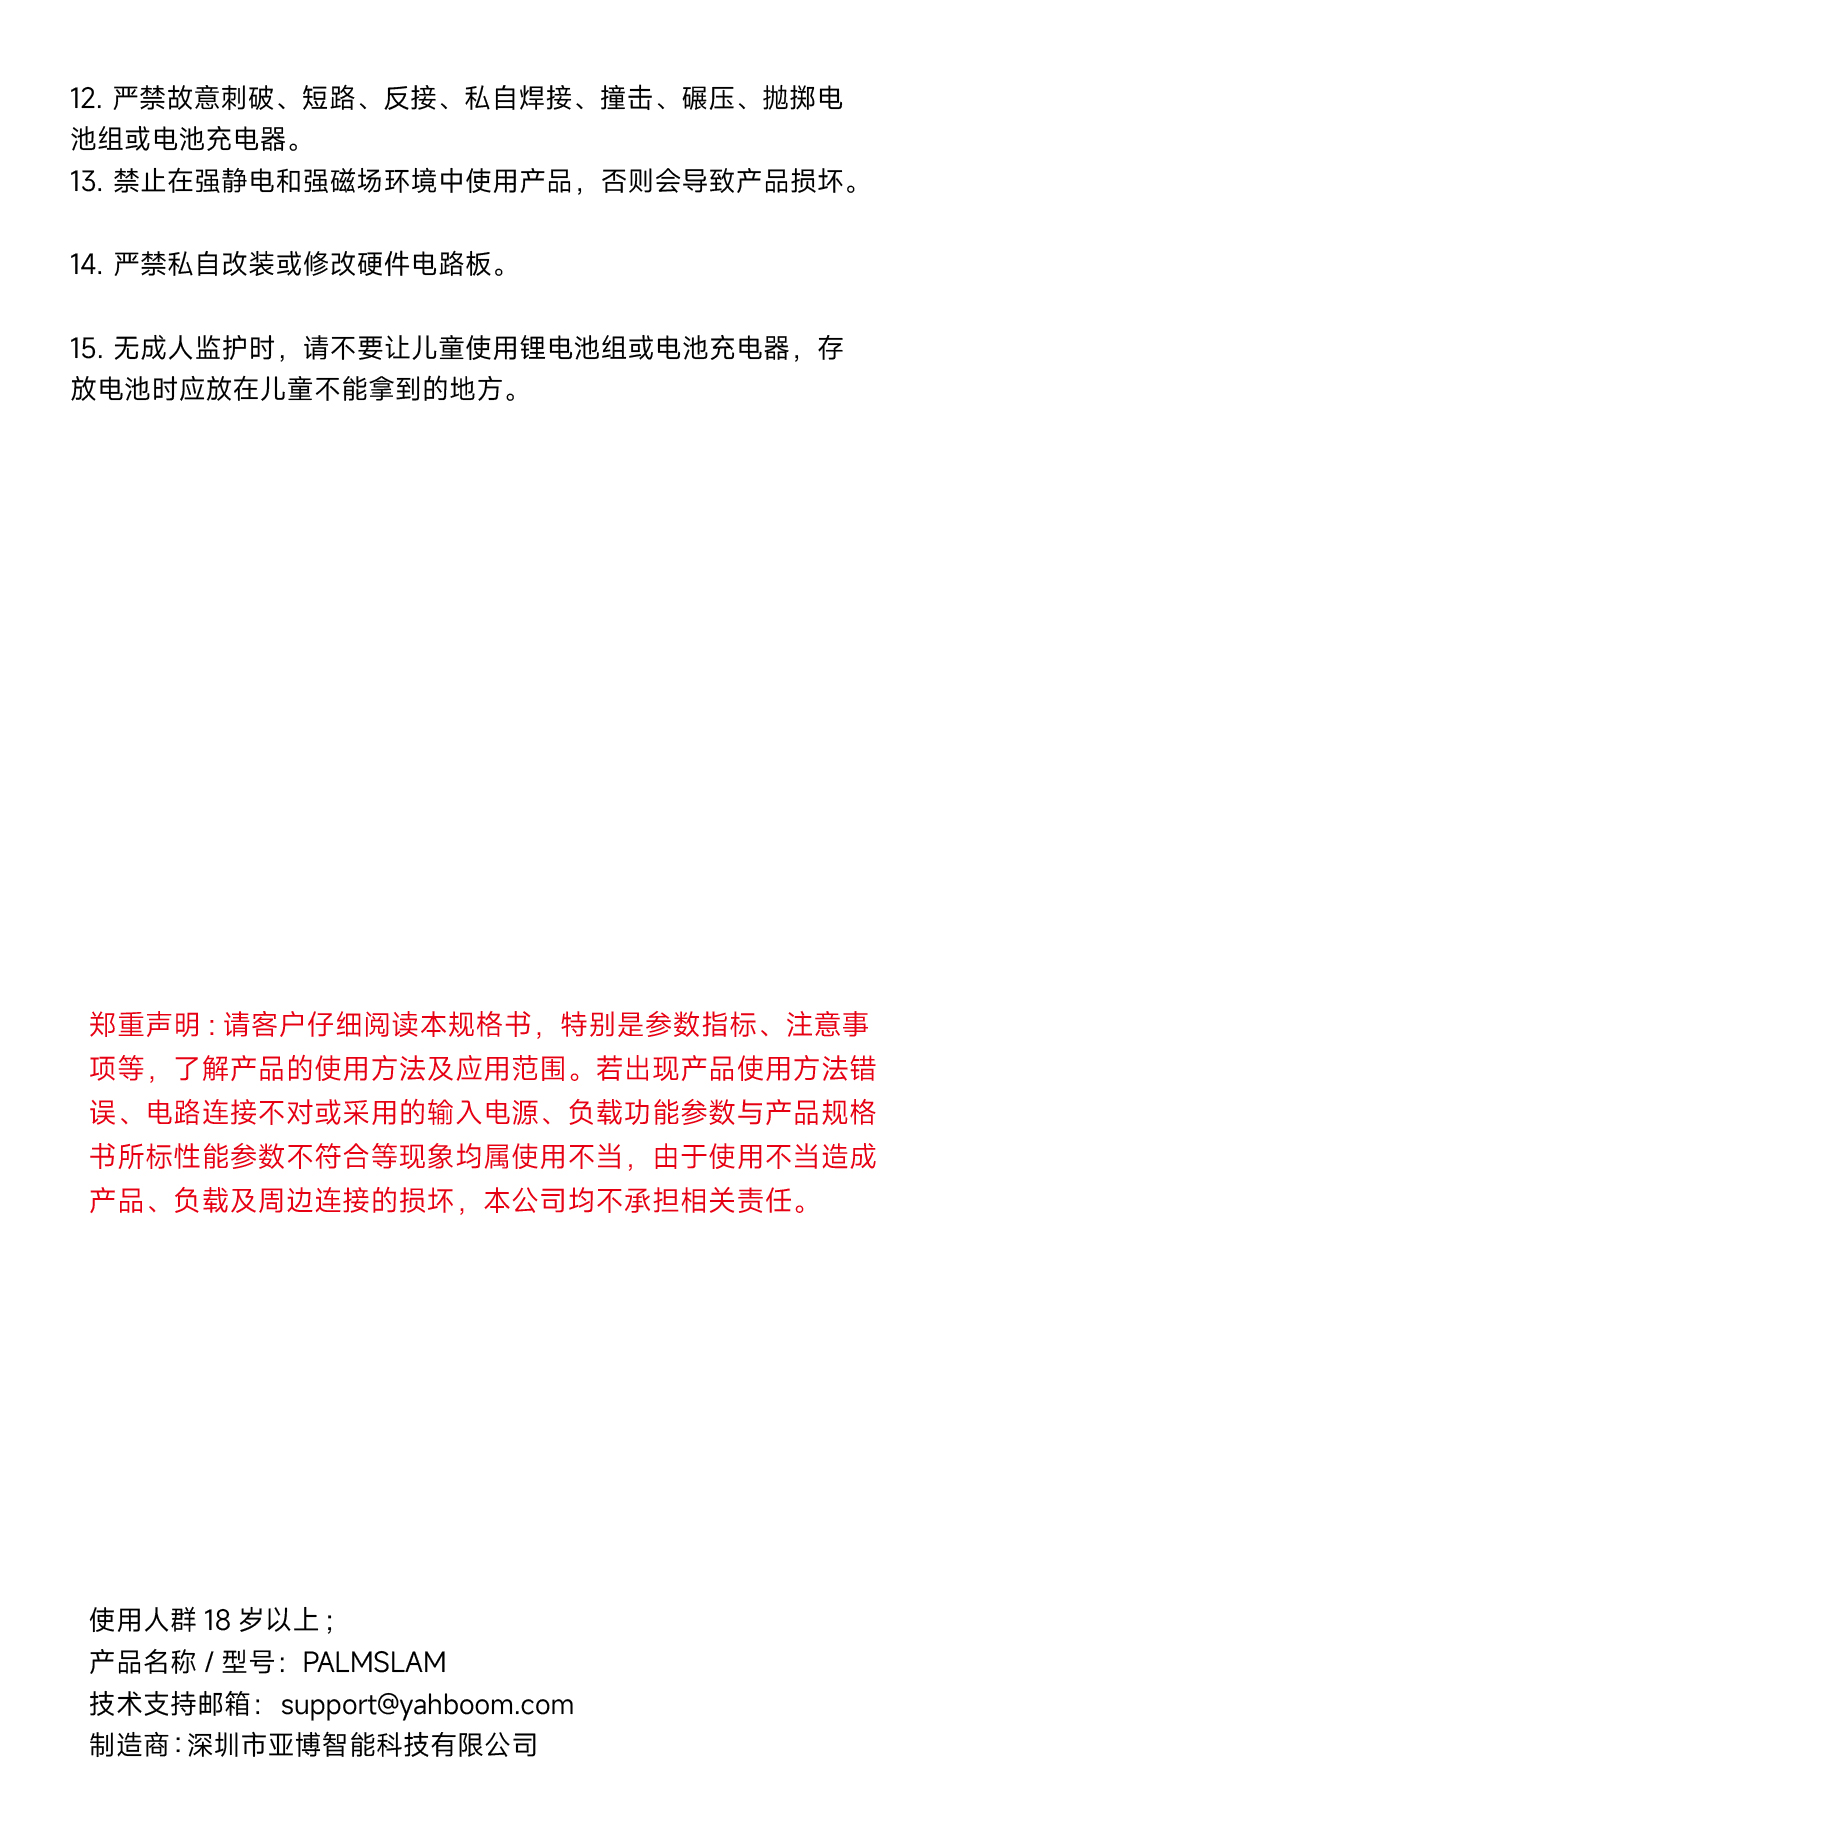 12. 严禁故意刺破、短路、反接、私自焊接、撞击、碾压、抛掷电
池组或电池充电器。
13. 禁止在强静电和强磁场环境中使用产品，否则会导致产品损坏。
14. 严禁私自改装或修改硬件电路板。
15. 无成人监护时，请不要让儿童使用锂电池组或电池充电器，存
放电池时应放在儿童不能拿到的地方。
郑重声明 : 请客户仔细阅读本规格书，特别是参数指标、注意事
项等，了解产品的使用方法及应用范围。若出现产品使用方法错
误、电路连接不对或采用的输入电源、负载功能参数与产品规格
书所标性能参数不符合等现象均属使用不当，由于使用不当造成
产品、负载及周边连接的损坏，本公司均不承担相关责任。
使用人群 18 岁以上 ;
产品名称 / 型号：PALMSLAM
技术支持邮箱：support@yahboom.com
制造商 : 深圳市亚博智能科技有限公司